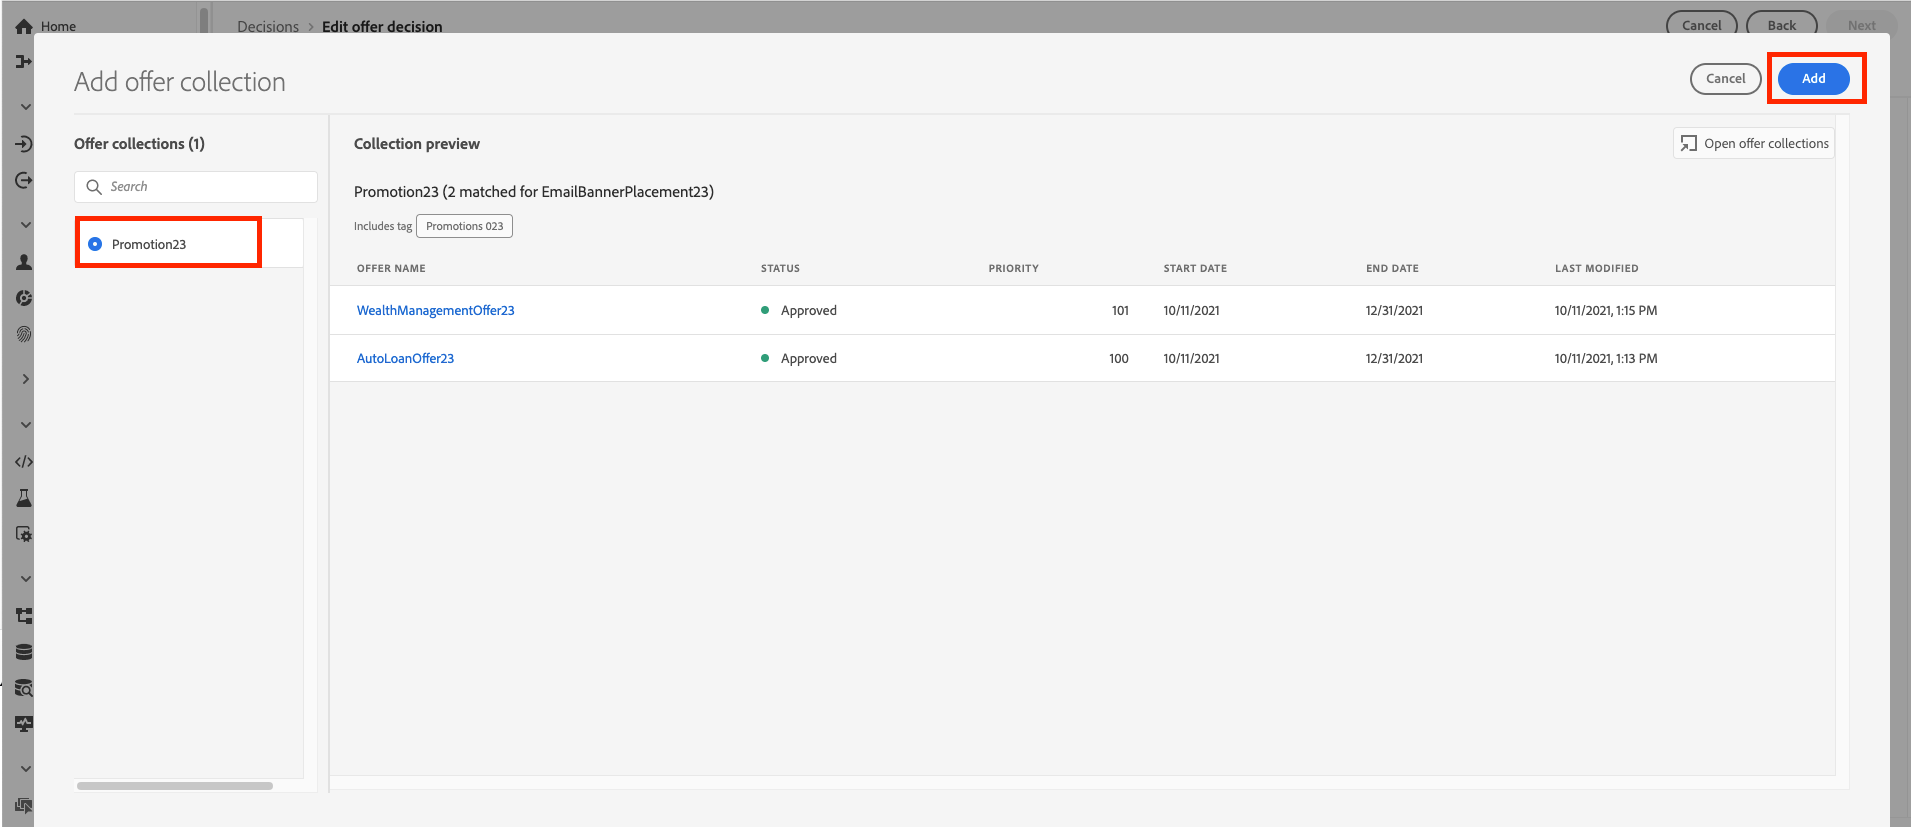 Home
Decisions > Edit offer decision
Cancel
Back
Next
Add offer collection
Cancel
Add
Offer collections (1)
Search
Promotion23
Collection preview
Open offer collections
Promotion23 (2 matched for EmailBannerPlacement23)
Includes tag Promotions 023
OFFER NAME STATUS PRIORITY START DATE END DATE LAST MODIFIED
WealthManagementOffer23 Approved 101 10/11/2021 12/31/2021 10/11/2021, 1:15 PM
AutoLoanOffer23 Approved 100 10/11/2021 12/31/2021 10/11/2021, 1:13 PM